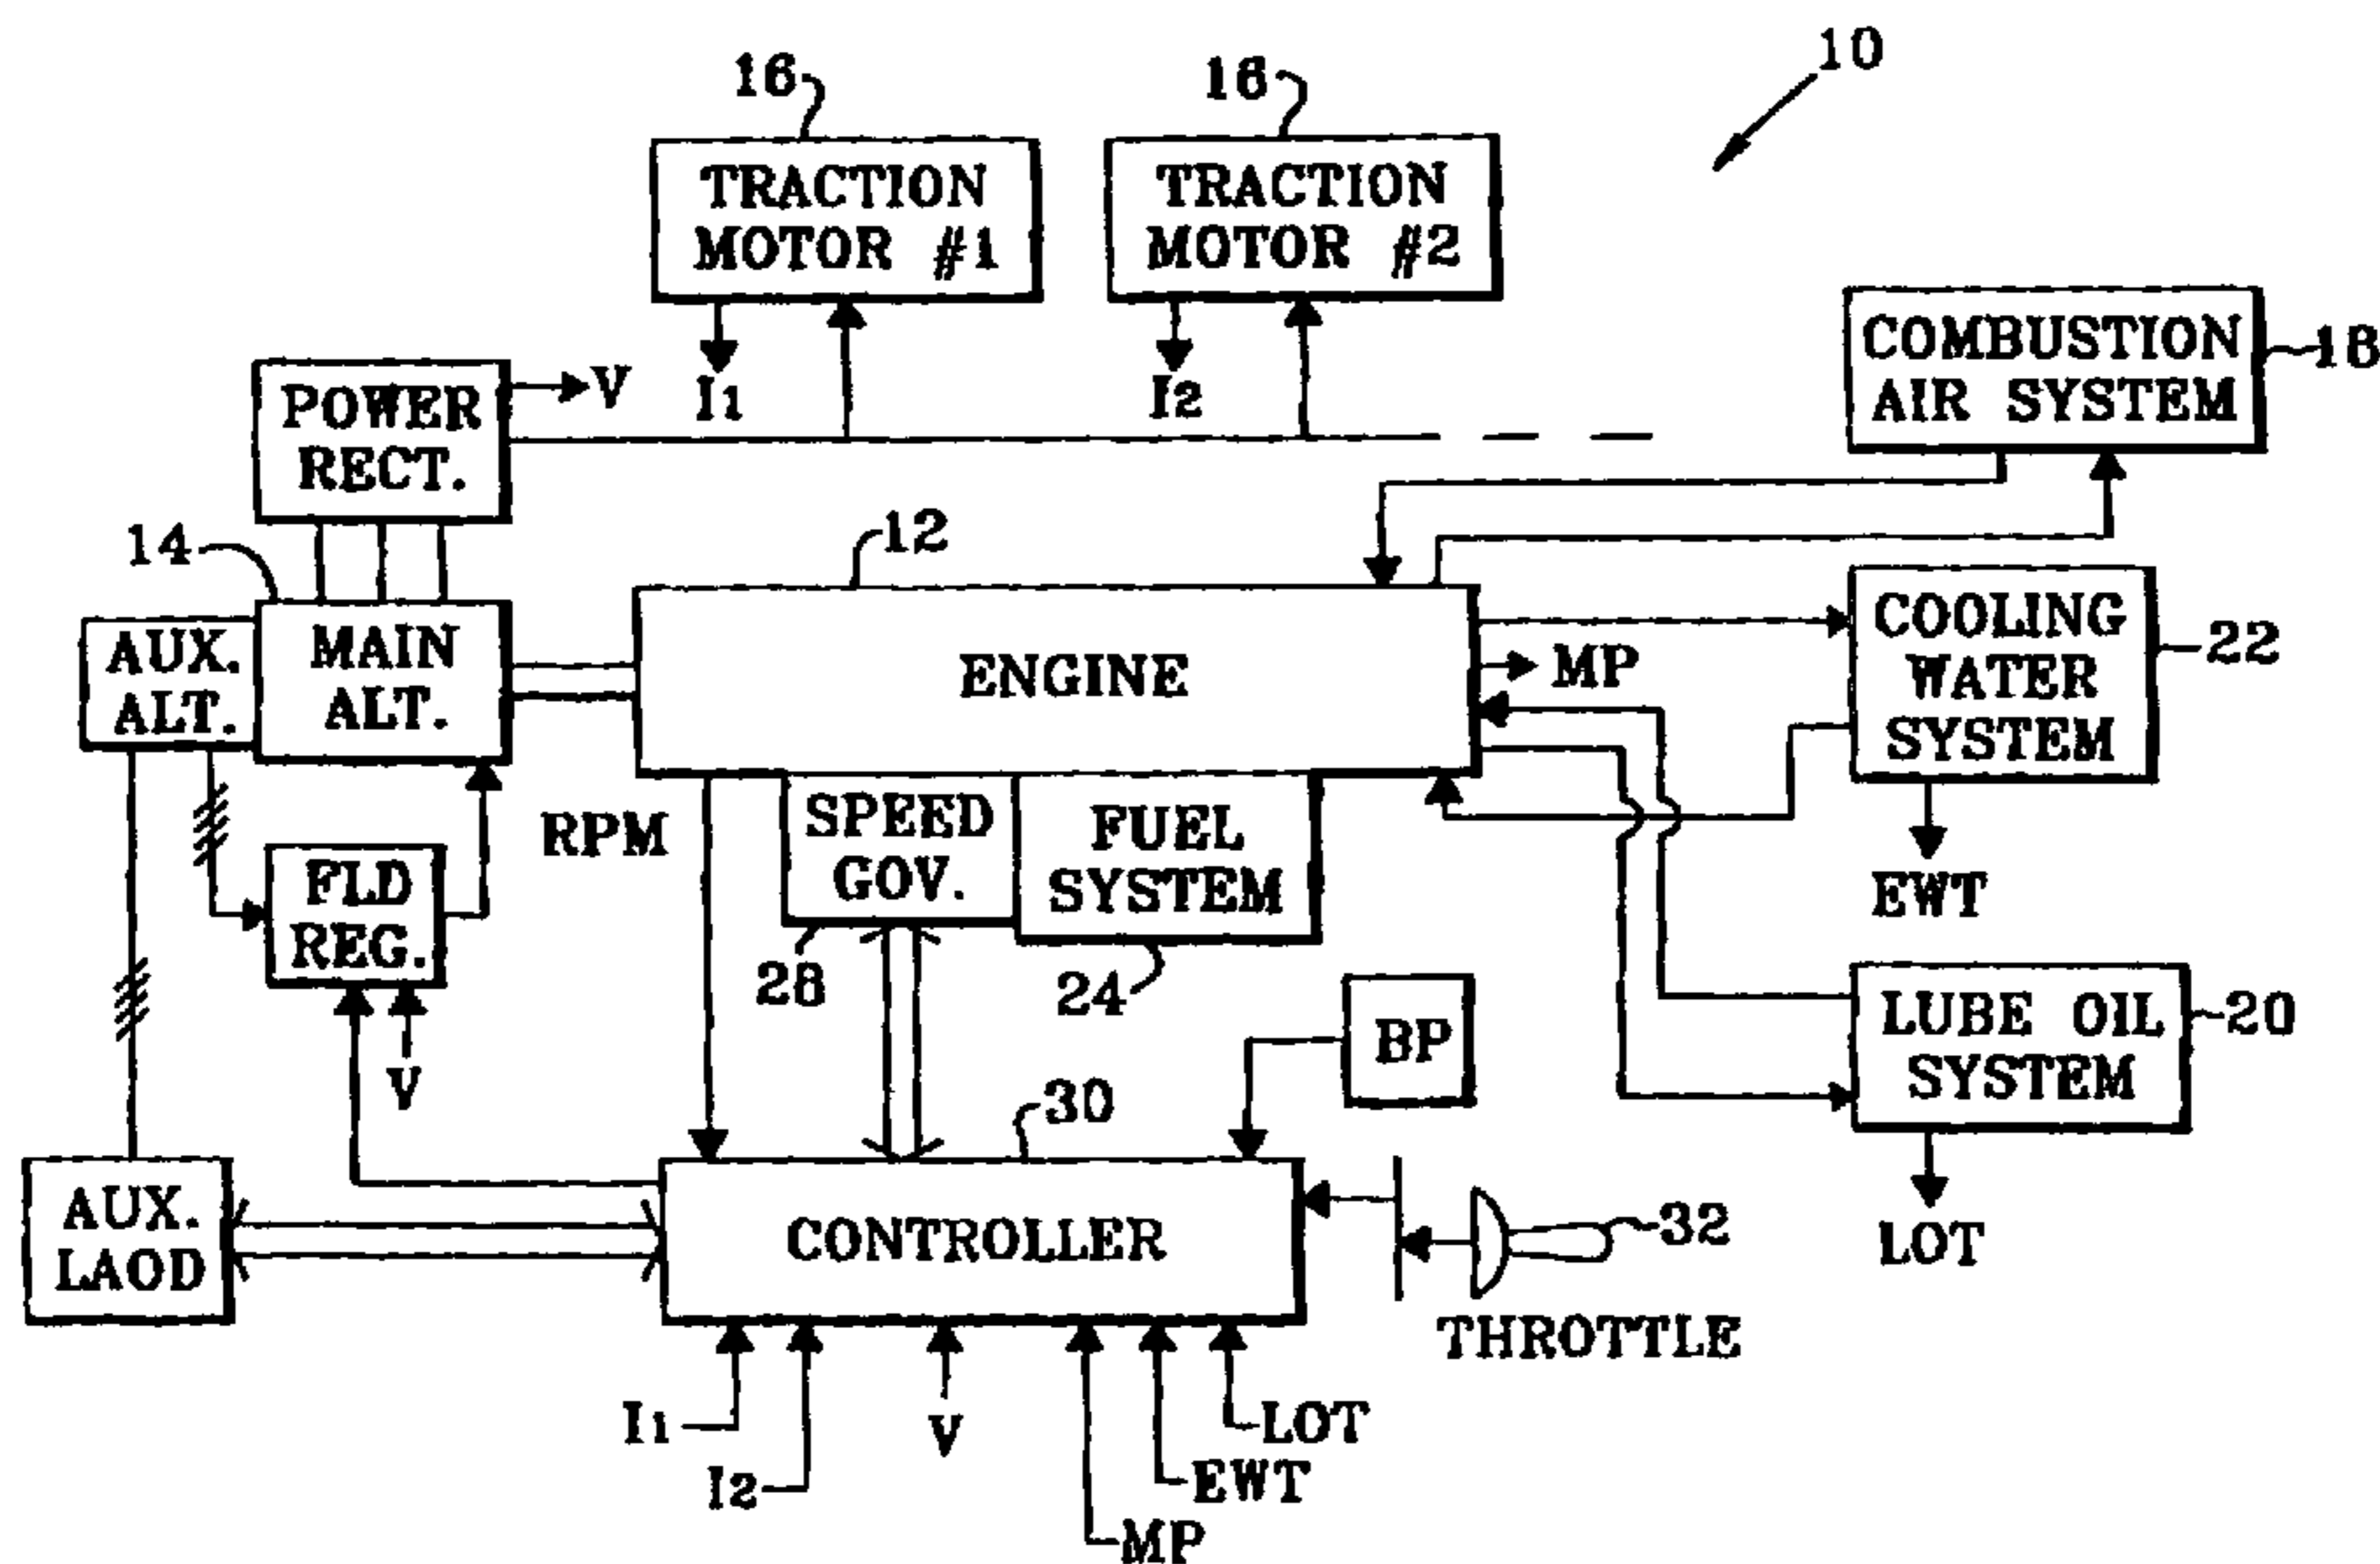 10
16
16
TRACTION
MOTOR #1
TRACTION
MOTOR #2
COMBUSTION
AIR SYSTEM
18
I1
I2
POWER
RECT.
V
14
12
AUX.
ALT.
MAIN
ALT.
ENGINE
MP
COOLING
WATER
SYSTEM
22
RPM
SPEED
GOV.
FUEL
SYSTEM
FLD
REG.
EWT
28
24
BP
LUBE OIL
SYSTEM
20
V
30
AUX.
LAOD
CONTROLLER
32
THROTTLE
LOT
I1
I2
V
LOT
EWT
MP